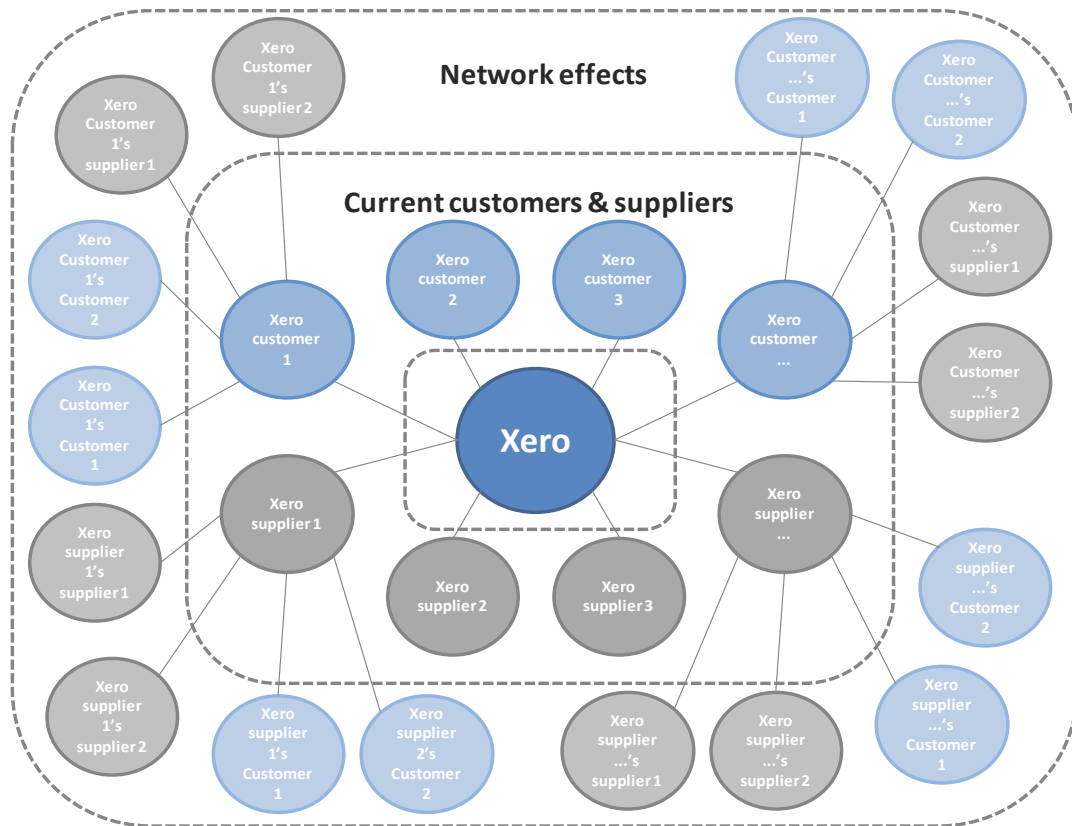 Network effects
Current customers & suppliers
Xero
Customer
1's
supplier 2
Xero
Customer
1's
supplier 1
Xero
Customer
1's
Customer
2
Xero
Customer
1's
Customer
1
Xero
supplier
1's
supplier 1
Xero
supplier
1's
supplier 2
Xero
customer
1
Xero
customer
2
Xero
customer
3
Xero
customer
...
Xero
Xero
supplier 1
Xero
supplier 2
Xero
supplier 3
Xero
supplier
...
Xero
Customer
...'s
Customer
1
Xero
Customer
...'s
Customer
2
Xero
Customer
...'s
supplier 1
Xero
Customer
...'s
supplier 2
Xero
supplier
...'s
Customer
2
Xero
supplier
...'s
Customer
1
Xero
supplier
1's
Customer
1
Xero
supplier
2's
Customer
2
Xero
supplier
...'s
supplier 1
Xero
supplier
...'s
supplier 2